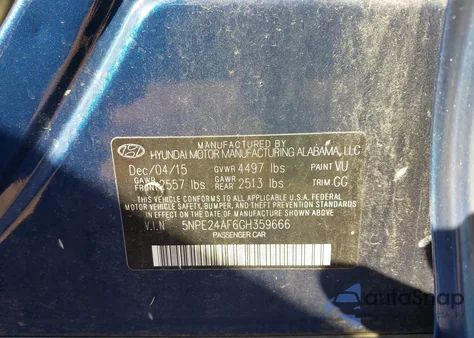 MANUFACTURED BY
HYUNDAI MOTOR MANUFACTURING ALABAMA, LLC
Dec/04/15 GVWR 4497 lbs PAINT VU
GAWR FRONT 2557 lbs GAWR REAR 2513 lbs TRIM GG
THIS VEHICLE CONFORMS TO ALL APPLICABLE U.S.A. FEDERAL
MOTOR VEHICLE SAFETY, BUMPER, AND THEFT PREVENTION
STANDARDS IN EFFECT ON THE DATE OF MANUFACTURE
SHOWN ABOVE.
V.I.N 5NPE24AF6GH359666
PASSENGER CAR
autoSnap